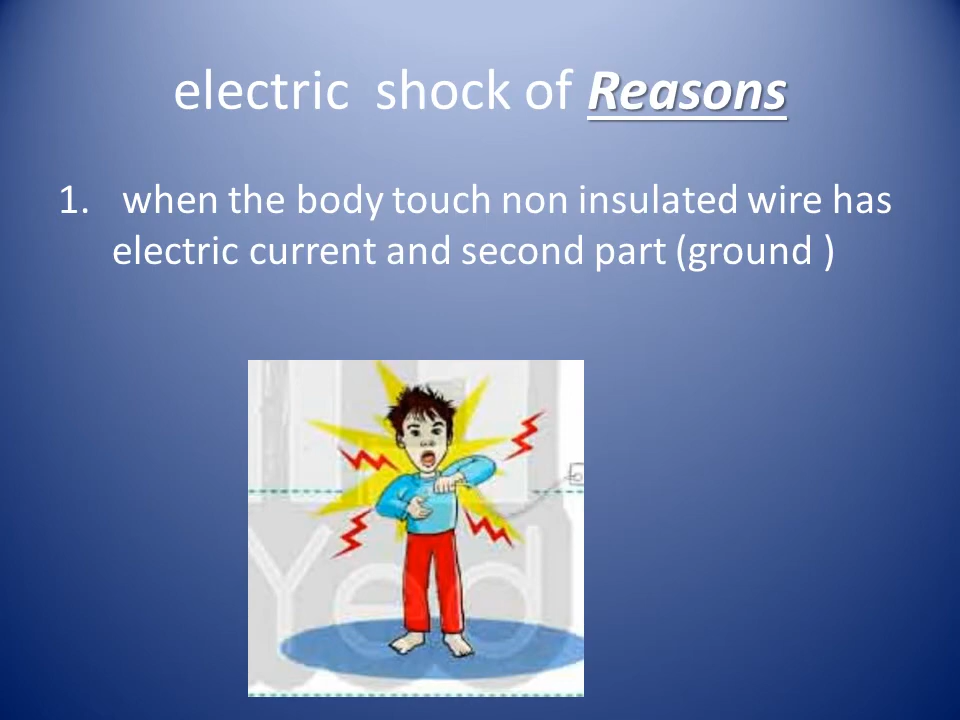 electric shock of Reasons
1. when the body touch non insulated wire has
electric current and second part (ground )
Yed